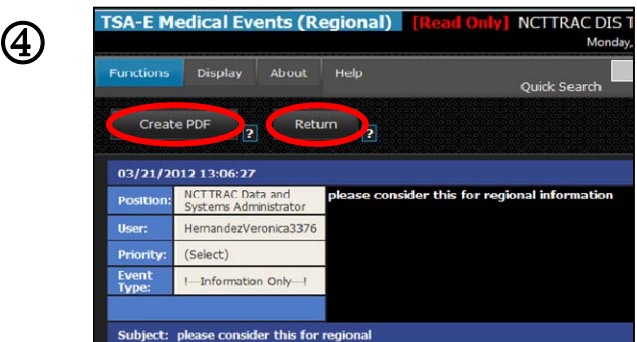 ④
TSA-E Medical Events (Regional) [Read Only] NCTTRAC DIS
Monday,
Functions Display About Help
Quick Search
Create PDF ? Return ?
03/21/2012 13:06:27
Position: NCTTRAC Data and
Systems Administrator
please consider this for regional information
User: HernandezVeronica3376
Priority: (Select)
Event
Type: !---Information Only---!
Subject: please consider this for regional